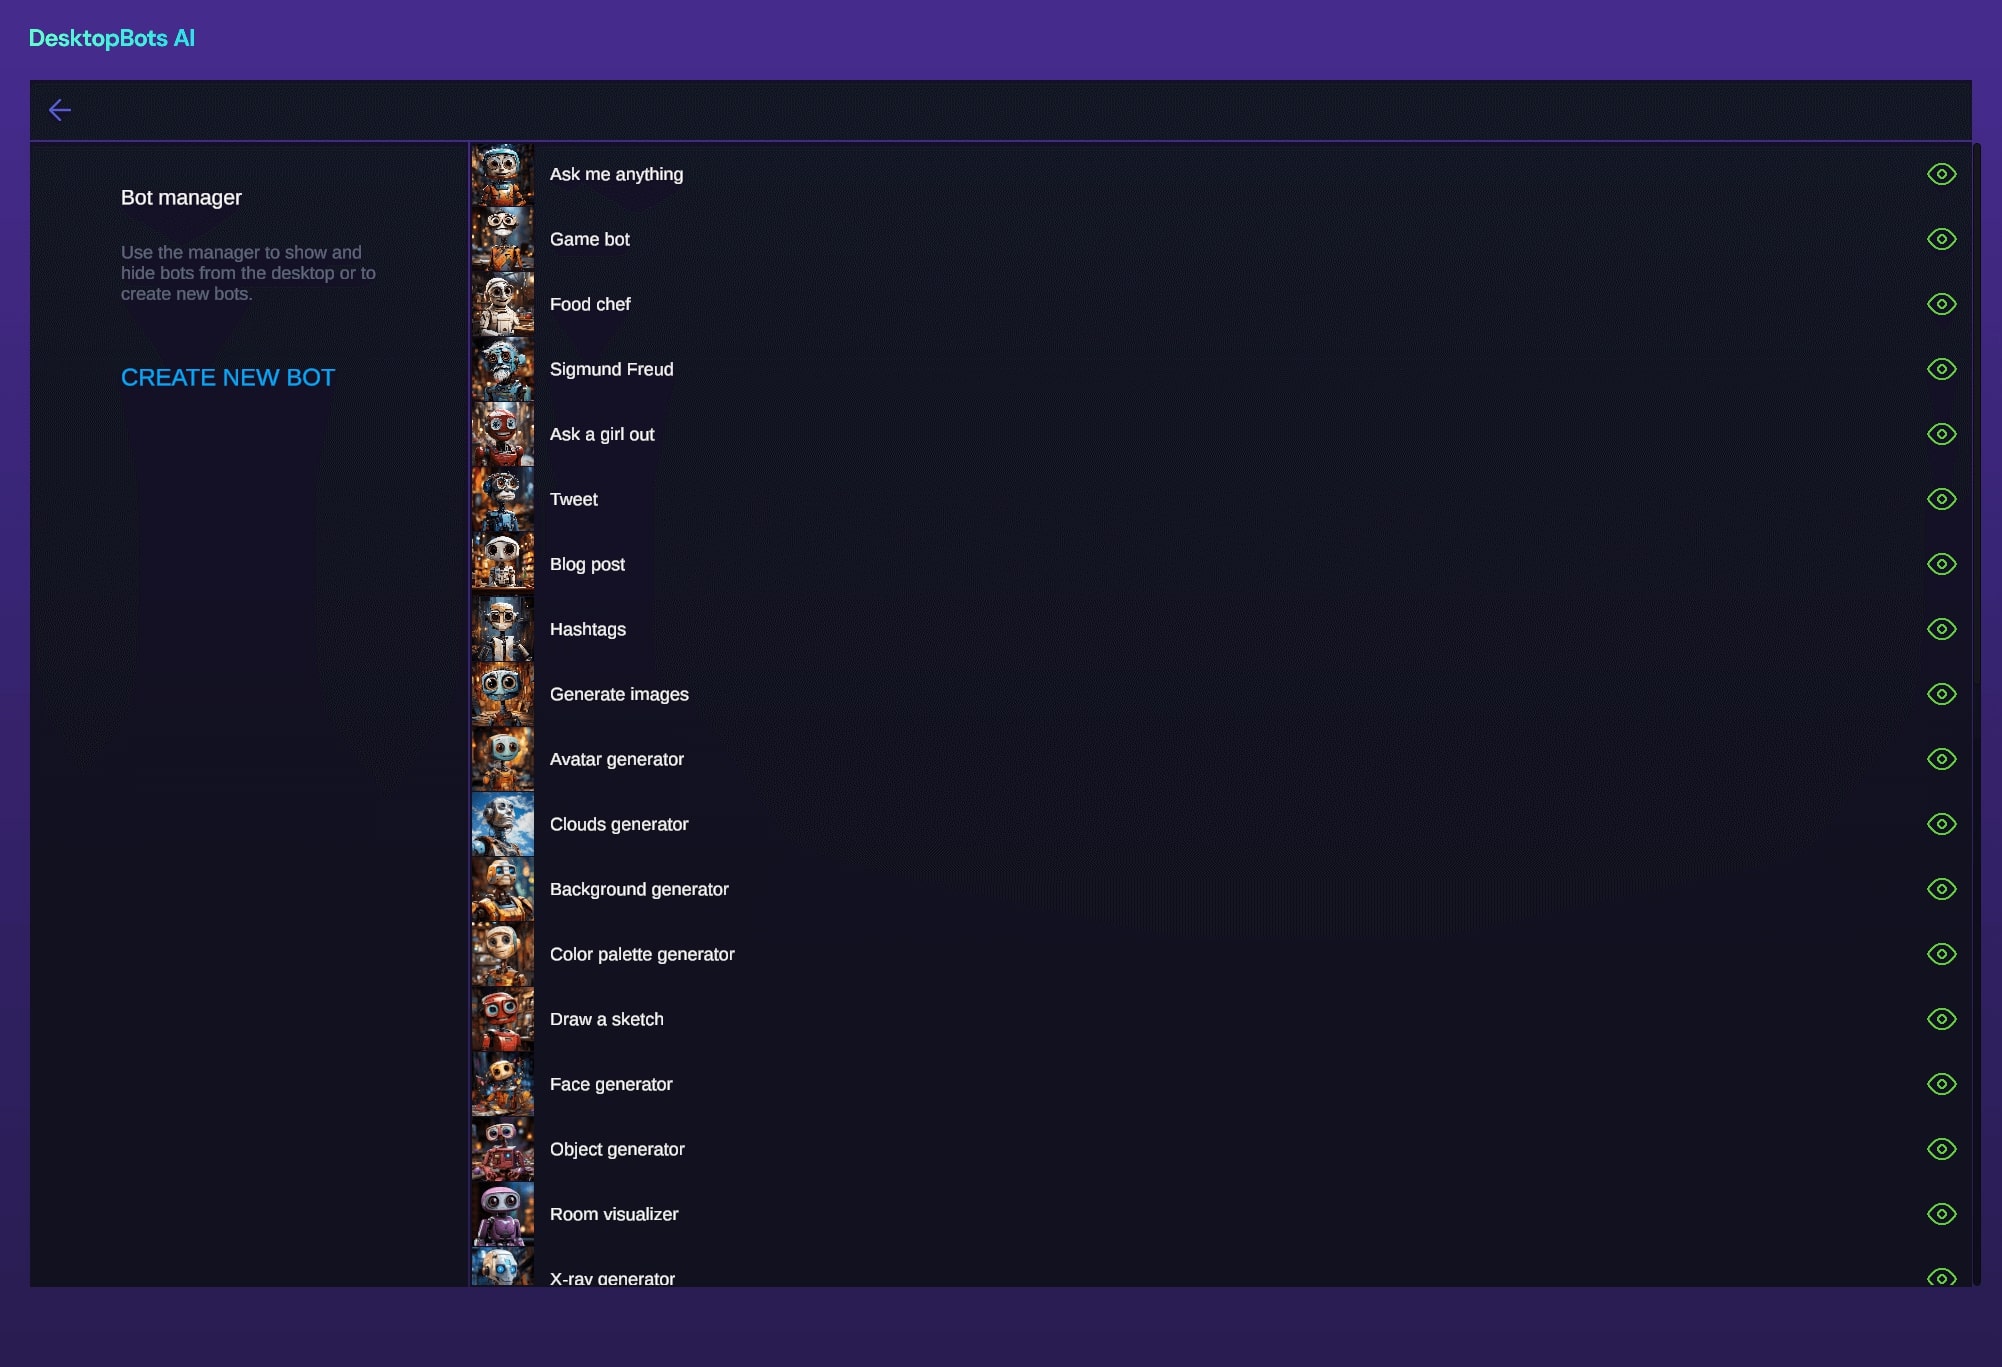 DesktopBots AI
Bot manager
Use the manager to show and
hide bots from the desktop or to
create new bots.
CREATE NEW BOT
Ask me anything
Game bot
Food chef
Sigmund Freud
Ask a girl out
Tweet
Blog post
Hashtags
Generate images
Avatar generator
Clouds generator
Background generator
Color palette generator
Draw a sketch
Face generator
Object generator
Room visualizer
X-ray generator